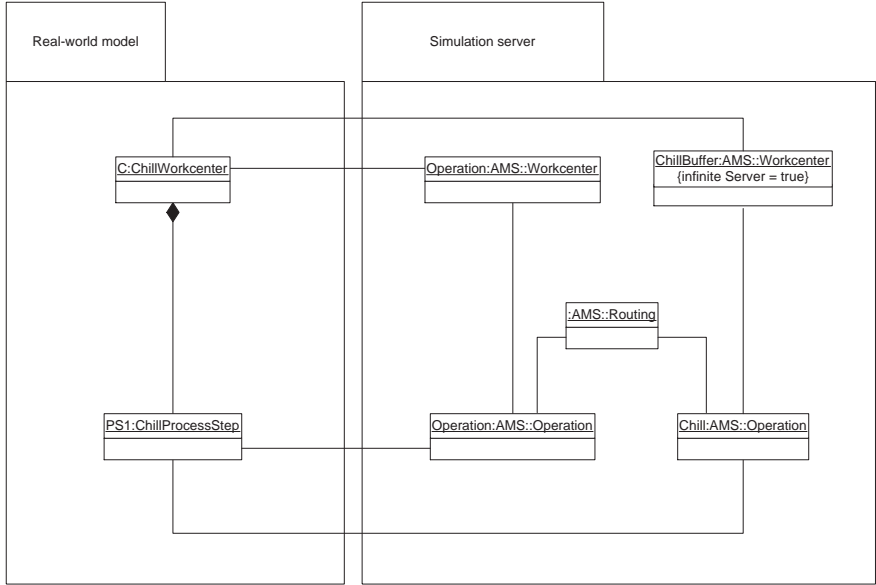 Real-world model
Simulation server
C:ChillWorkcenter
Operation:AMS::Workcenter
ChillBuffer:AMS::Workcenter
{infinite Server = true}
:AMS::Routing
PS1:ChillProcessStep
Operation:AMS::Operation
Chill:AMS::Operation